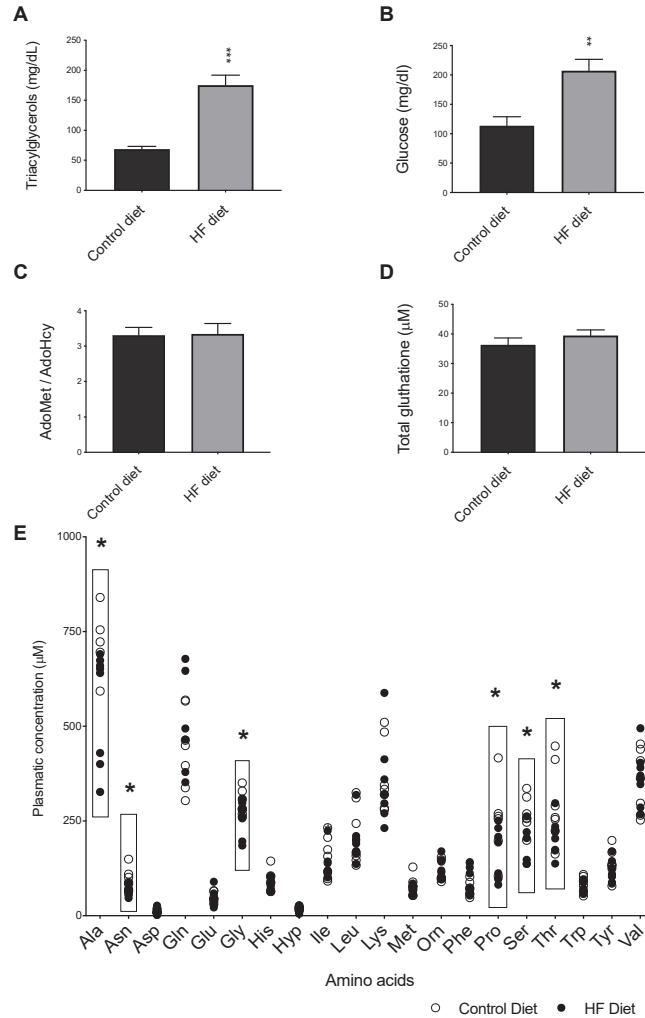 A
Triacylglycerols (mg/dL)
250
200
150
100
50
0
***
Control diet
HF diet
B
Glucose (mg/dl)
250
200
150
100
50
0
**
Control diet
HF diet
C
AdoMet / AdoHcy
4
3
2
1
0
Control diet
HF diet
D
Total gluthatione (µM)
50
40
30
20
10
0
Control diet
HF diet
E
Plasmatic concentration (µM)
1000
750
500
250
0
*
*
*
*
*
*
Ala
Asn
Asp
Gln
Glu
Gly
His
Hyp
Ile
Leu
Lys
Met
Orn
Phe
Pro
Ser
Thr
Trp
Tyr
Val
Amino acids
Control Diet
HF Diet